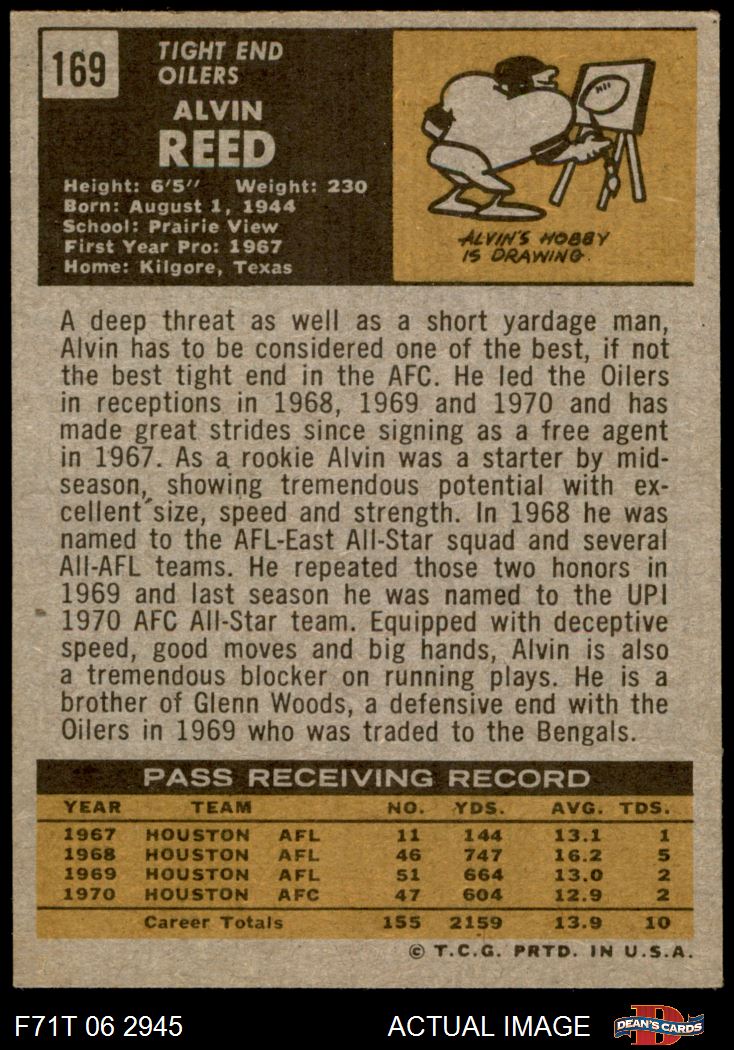 169
TIGHT END
OILERS
ALVIN
REED
Height: 6'5" Weight: 230
Born: August 1, 1944
School: Prairie View
First Year Pro: 1967
Home: Kilgore, Texas
ALVIN'S HOBBY
IS DRAWING.
A deep threat as well as a short yardage man,
Alvin has to be considered one of the best, if not
the best tight end in the AFC. He led the Oilers
in receptions in 1968, 1969 and 1970 and has
made great strides since signing as a free agent
in 1967. As a rookie Alvin was a starter by mid-
season, showing tremendous potential with ex-
cellent size, speed and strength. In 1968 he was
named to the AFL-East All-Star squad and several
All-AFL teams. He repeated those two honors in
1969 and last season he was named to the UPI
1970 AFC All-Star team. Equipped with deceptive
speed, good moves and big hands, Alvin is also
a tremendous blocker on running plays. He is a
brother of Glenn Woods, a defensive end with the
Oilers in 1969 who was traded to the Bengals.
PASS RECEIVING RECORD
YEAR TEAM NO. YDS. AVG. TDS.
1967 HOUSTON AFL 11 144 13.1 1
1968 HOUSTON AFL 46 747 16.2 5
1969 HOUSTON AFL 51 664 13.0 2
1970 HOUSTON AFC 47 604 12.9 2
Career Totals 155 2159 13.9 10
© T.C.G. PRTD. IN U.S.A.
F71T 06 2945 ACTUAL IMAGE D DEAN'S CARDS